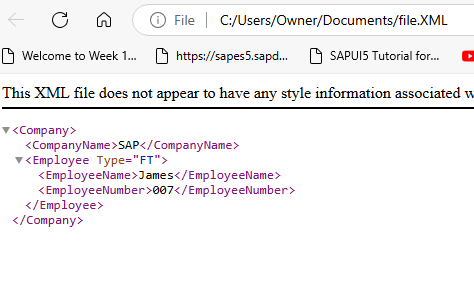 File | C:/Users/Owner/Documents/file.XML
Welcome to Week 1... https://sapes5.sapd... SAPUI5 Tutorial for...
This XML file does not appear to have any style information associated w
<Company>
<CompanyName>SAP</CompanyName>
<Employee Type="FT">
<EmployeeName>James</EmployeeName>
<EmployeeNumber>007</EmployeeNumber>
</Employee>
</Company>